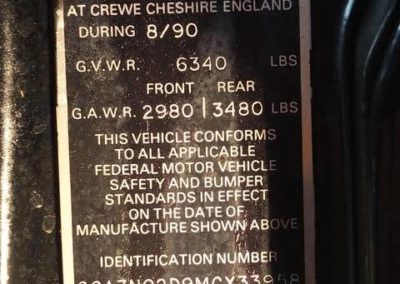 AT CREWE CHESHIRE ENGLAND
DURING 8/90
G.V.W.R. 6340 LBS
FRONT REAR
G.A.W.R. 2980 | 3480 LBS
THIS VEHICLE CONFORMS
TO ALL APPLICABLE
FEDERAL MOTOR VEHICLE
SAFETY AND BUMPER
STANDARDS IN EFFECT
ON THE DATE OF
MANUFACTURE SHOWN ABOVE
IDENTIFICATION NUMBER